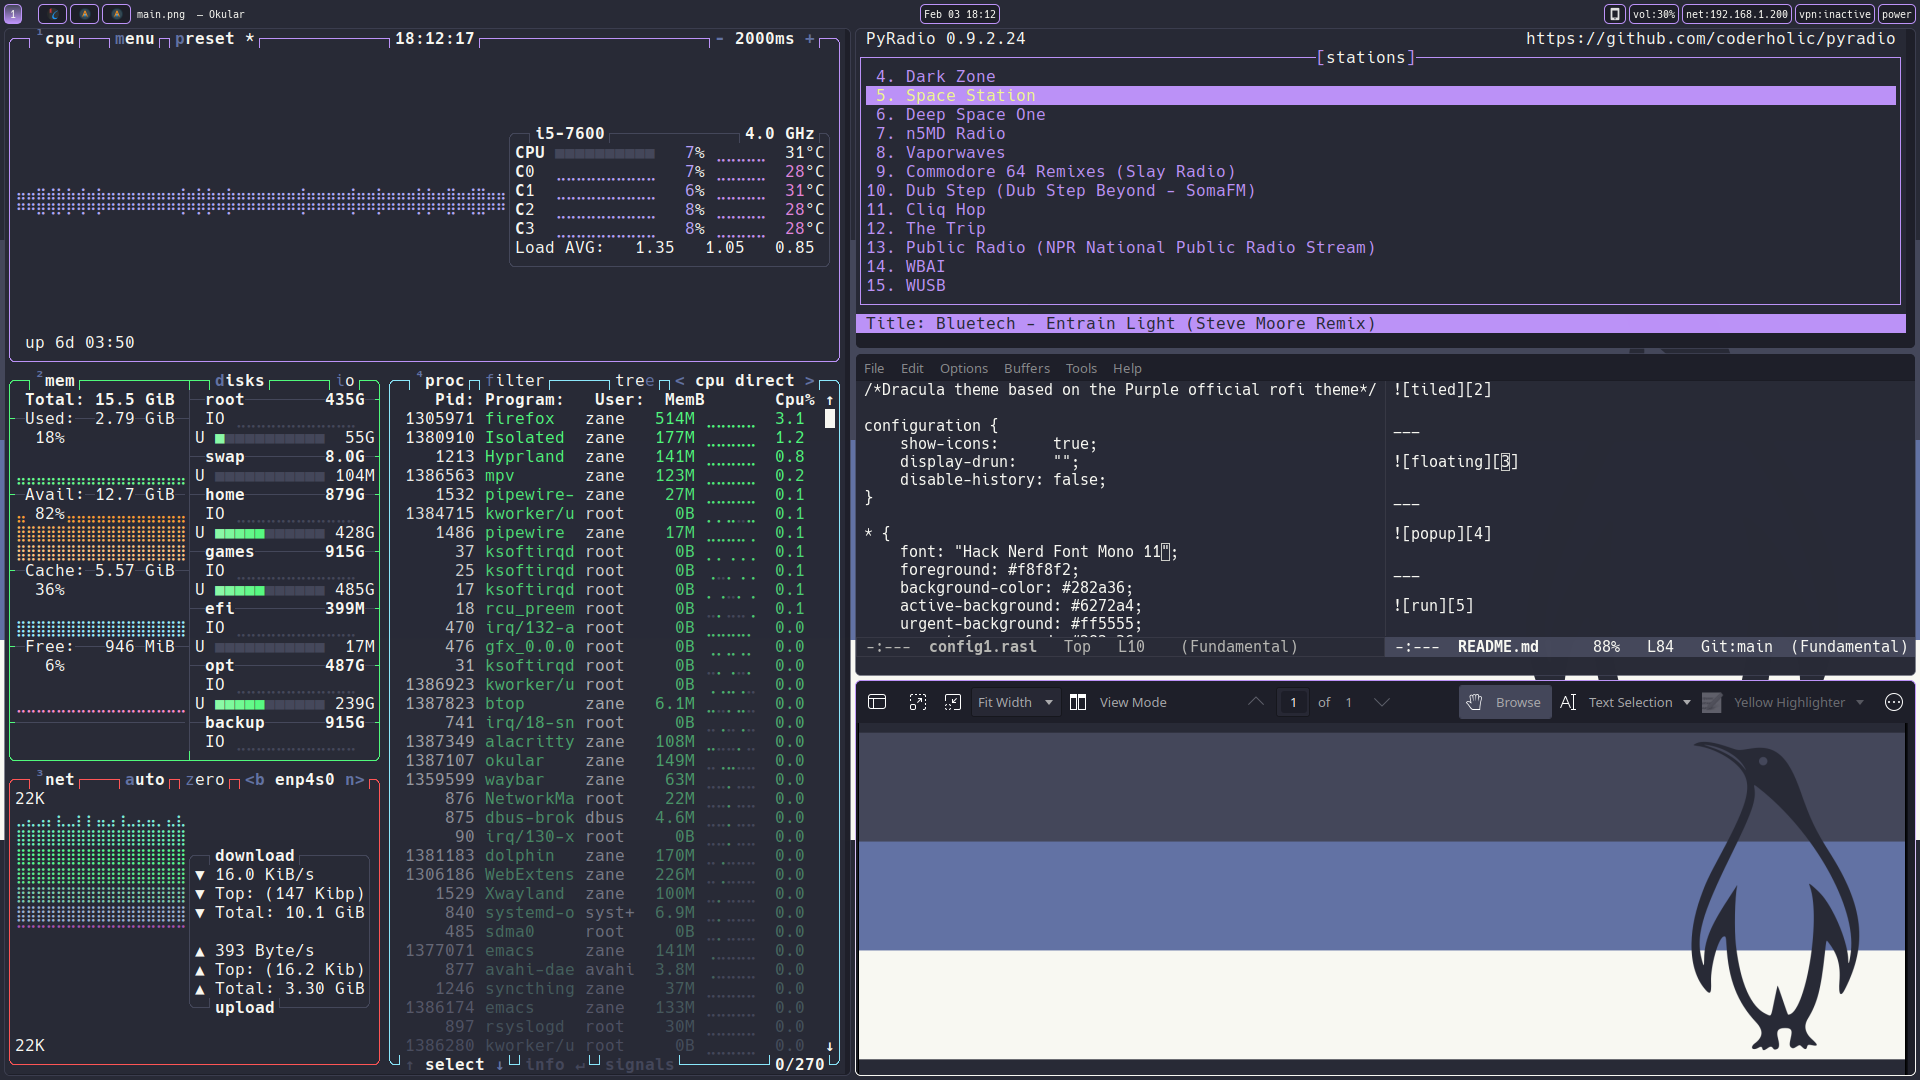 1 main.png — Okular
Feb 03 18:12
vol:30% net:192.168.1.200 vpn:inactive power
1cpu menu preset * 18:12:17 - 2000ms +
i5-7600 4.0 GHz
CPU 7% 31°C
C0 7% 28°C
C1 6% 31°C
C2 8% 28°C
C3 8% 28°C
Load AVG: 1.35 1.05 0.85
up 6d 03:50
2mem disks io
Total: 15.5 GiB
Used: 2.79 GiB
18%
Avail: 12.7 GiB
82%
Cache: 5.57 GiB
36%
Free: 946 MiB
6%
root 435G
IO
U 55G
swap 8.0G
U 104M
home 879G
IO
U 428G
games 915G
IO
U 485G
efi 399M
IO
U 17M
opt 487G
IO
U 239G
backup 915G
IO
3net auto zero <b enp4s0 n>
22K
download
▼ 16.0 KiB/s
▼ Top: (147 Kibp)
▼ Total: 10.1 GiB
▲ 393 Byte/s
▲ Top: (16.2 Kib)
▲ Total: 3.30 GiB
upload
22K
4proc filter tree < cpu direct >
Pid: Program: User: MemB Cpu% ↑
1305971 firefox zane 514M 3.1
1380910 Isolated zane 177M 1.2
1213 Hyprland zane 141M 0.8
1386563 mpv zane 123M 0.2
1532 pipewire- zane 27M 0.1
1384715 kworker/u root 0B 0.1
1486 pipewire zane 17M 0.1
37 ksoftirqd root 0B 0.1
25 ksoftirqd root 0B 0.1
17 ksoftirqd root 0B 0.1
18 rcu_preem root 0B 0.1
470 irq/132-a root 0B 0.0
476 gfx_0.0.0 root 0B 0.0
31 ksoftirqd root 0B 0.0
1386923 kworker/u root 0B 0.0
1387823 btop zane 6.1M 0.0
741 irq/18-sn root 0B 0.0
1387349 alacritty zane 108M 0.0
1387107 okular zane 149M 0.0
1359599 waybar zane 63M 0.0
876 NetworkMa root 22M 0.0
875 dbus-brok dbus 4.6M 0.0
90 irq/130-x root 0B 0.0
1381183 dolphin zane 170M 0.0
1306186 WebExtens zane 226M 0.0
1529 Xwayland zane 100M 0.0
840 systemd-o syst+ 6.9M 0.0
485 sdma0 root 0B 0.0
1377071 emacs zane 141M 0.0
877 avahi-dae avahi 3.8M 0.0
1246 syncthing zane 37M 0.0
1386174 emacs zane 133M 0.0
897 rsyslogd root 30M 0.0
1386280 kworker/u root 0B 0.0 ↓
↑ select ↓ info ↵ signals 0/270
PyRadio 0.9.2.24 https://github.com/coderholic/pyradio
[stations]
4. Dark Zone
5. Space Station
6. Deep Space One
7. n5MD Radio
8. Vaporwaves
9. Commodore 64 Remixes (Slay Radio)
10. Dub Step (Dub Step Beyond - SomaFM)
11. Cliq Hop
12. The Trip
13. Public Radio (NPR National Public Radio Stream)
14. WBAI
15. WUSB
Title: Bluetech - Entrain Light (Steve Moore Remix)
File Edit Options Buffers Tools Help
/*Dracula theme based on the Purple official rofi theme*/
configuration {
show-icons: true;
display-drun: "";
disable-history: false;
}
* {
font: "Hack Nerd Font Mono 11";
foreground: #f8f8f2;
background-color: #282a36;
active-background: #6272a4;
urgent-background: #ff5555;
-:--- config1.rasi Top L10 (Fundamental)
![tiled][2]
---
![floating][3]
---
![popup][4]
---
![run][5]
-:--- README.md 88% L84 Git:main (Fundamental)
Fit Width View Mode 1 of 1 Browse Text Selection Yellow Highlighter